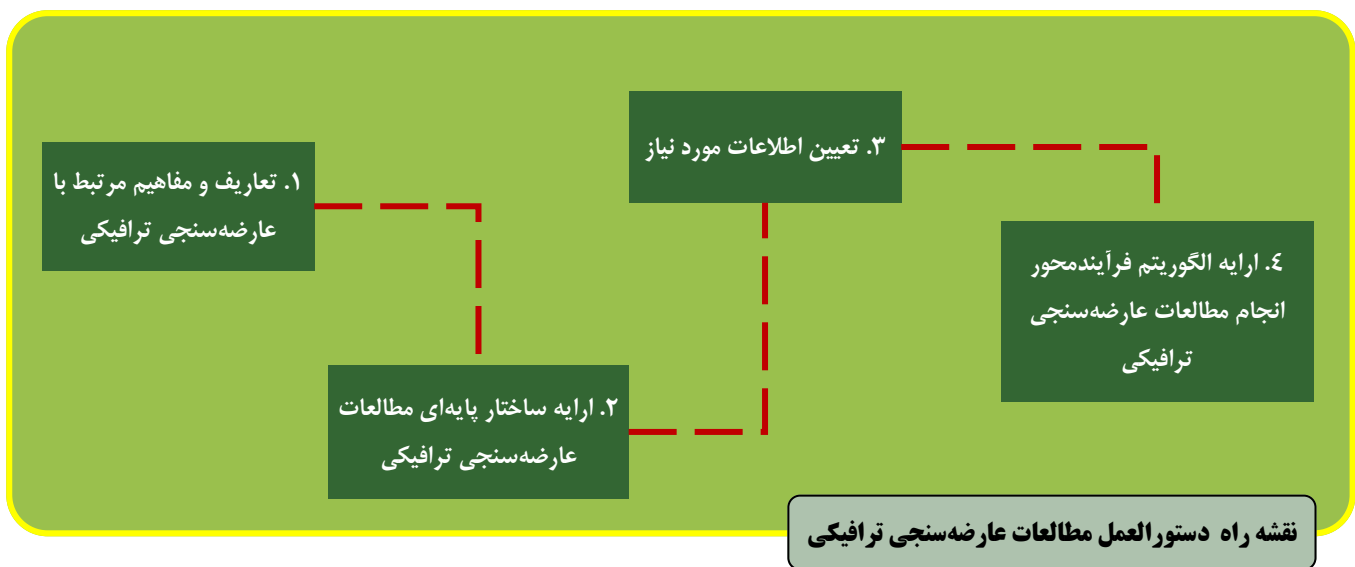 ۱. تعاریف و مفاهیم مرتبط با
عارضه‌سنجی ترافیکی
۲. ارایه ساختار پایه‌ای مطالعات
عارضه‌سنجی ترافیکی
۳. تعیین اطلاعات مورد نیاز
٤. ارایه الگوریتم فرآیندمحور
انجام مطالعات عارضه‌سنجی
ترافیکی
نقشه راه دستورالعمل مطالعات عارضه‌سنجی ترافیکی